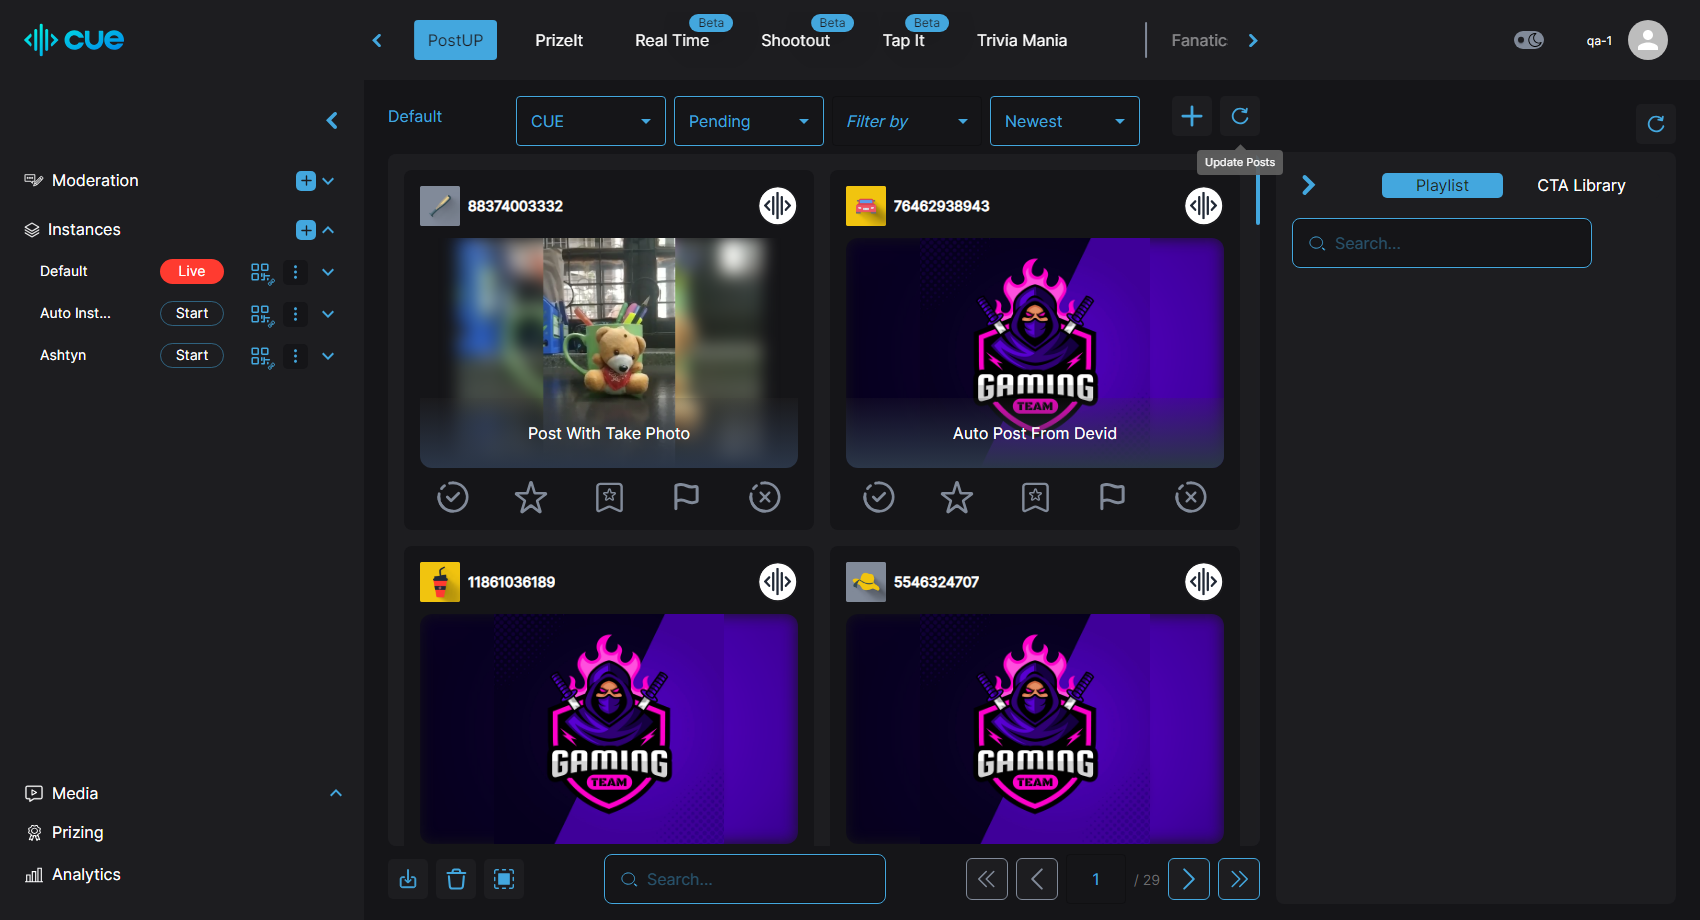 cue
PostUP
PrizeIt
Real Time
Beta
Shootout
Beta
Tap It
Beta
Trivia Mania
Fanatic
qa-1
Default
CUE
Pending
Filter by
Newest
Update Posts
Moderation
Instances
Default
Live
Auto Inst...
Start
Ashtyn
Start
Media
Prizing
Analytics
88374003332
Post With Take Photo
76462938943
GAMING
TEAM
Auto Post From Devid
11861036189
GAMING
TEAM
5546324707
GAMING
TEAM
Playlist
CTA Library
Search...
Search...
1
/ 29